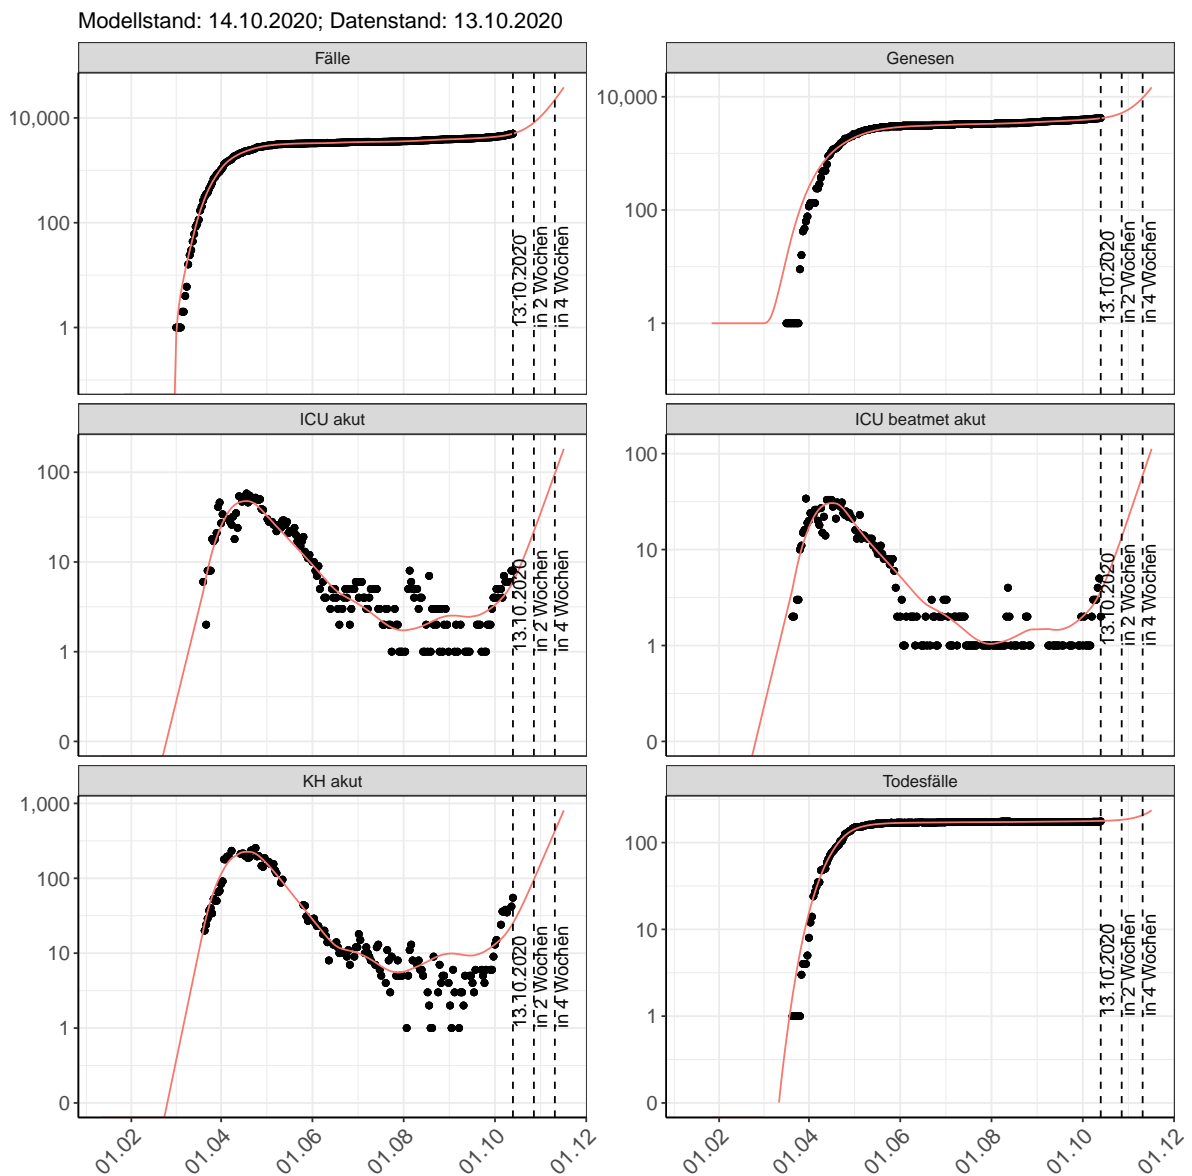 Modellstand: 14.10.2020; Datenstand: 13.10.2020
Fälle
10,000
100
1
13.10.2020
in 2 Wochen
in 4 Wochen
Genesen
10,000
100
1
13.10.2020
in 2 Wochen
in 4 Wochen
ICU akut
100
10
1
0
13.10.2020
in 2 Wochen
in 4 Wochen
ICU beatmet akut
100
10
1
0
13.10.2020
in 2 Wochen
in 4 Wochen
KH akut
1,000
100
10
1
0
13.10.2020
in 2 Wochen
in 4 Wochen
01.02
01.04
01.06
01.08
01.10
01.12
Todesfälle
100
10
1
0
13.10.2020
in 2 Wochen
in 4 Wochen
01.02
01.04
01.06
01.08
01.10
01.12